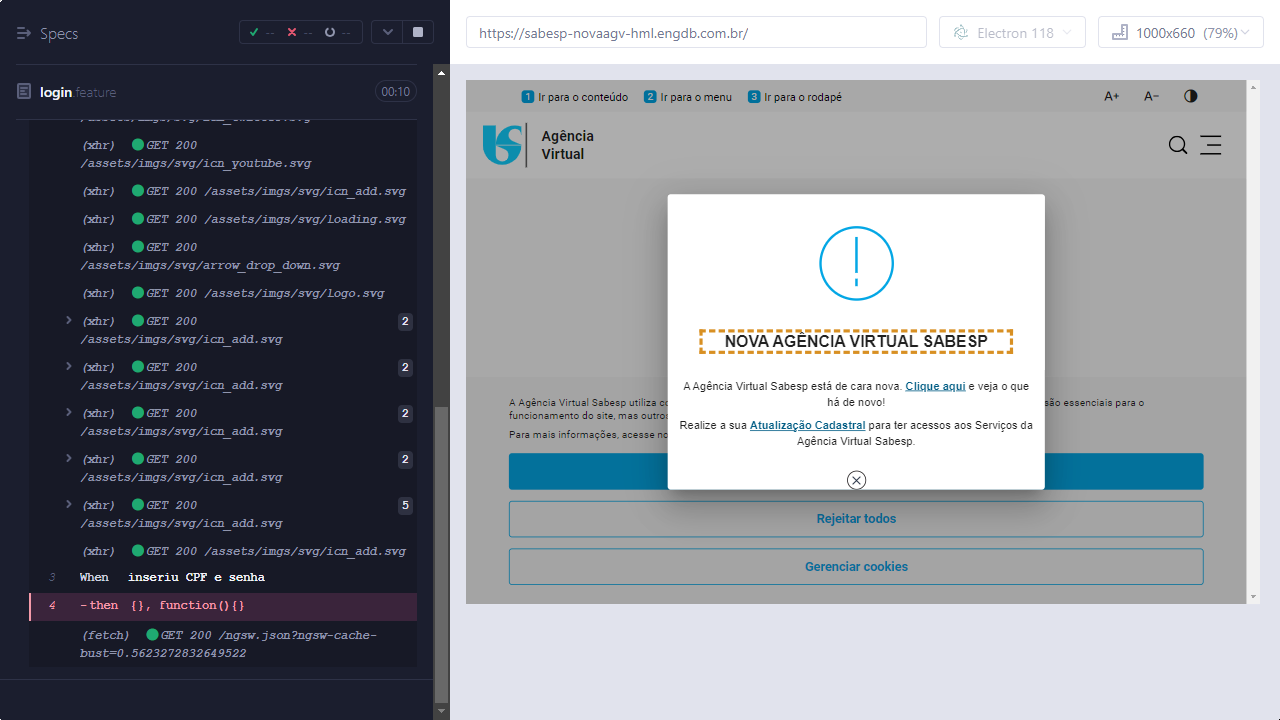 Specs
-- -- --
login.feature
00:10
(xhr) GET 200
/assets/imgs/svg/icn_youtube.svg
(xhr) GET 200 /assets/imgs/svg/icn_add.svg
(xhr) GET 200 /assets/imgs/svg/loading.svg
(xhr) GET 200
/assets/imgs/svg/arrow_drop_down.svg
(xhr) GET 200 /assets/imgs/svg/logo.svg
(xhr) GET 200 2
/assets/imgs/svg/icn_add.svg
(xhr) GET 200 2
/assets/imgs/svg/icn_add.svg
(xhr) GET 200 2
/assets/imgs/svg/icn_add.svg
(xhr) GET 200 2
/assets/imgs/svg/icn_add.svg
(xhr) GET 200 5
/assets/imgs/svg/icn_add.svg
(xhr) GET 200 /assets/imgs/svg/icn_add.svg
3 When inseriu CPF e senha
4 -then {}, function(){}
(fetch) GET 200 /ngsw.json?ngsw-cache-
bust=0.5623272832649522
https://sabesp-novaagv-hml.engdb.com.br/
Electron 118
1000x660 (79%)
1 Ir para o conteúdo 2 Ir para o menu 3 Ir para o rodapé
A+ A-
Agência
Virtual
NOVA AGÊNCIA VIRTUAL SABESP
A Agência Virtual Sabesp está de cara nova. Clique aqui e veja o que
há de novo!
Realize a sua Atualização Cadastral para ter acessos aos Serviços da
Agência Virtual Sabesp.
A Agência Virtual Sabesp utiliza são essenciais para o
funcionamento do site, mas outros
Para mais informações, acesse
Rejeitar todos
Gerenciar cookies